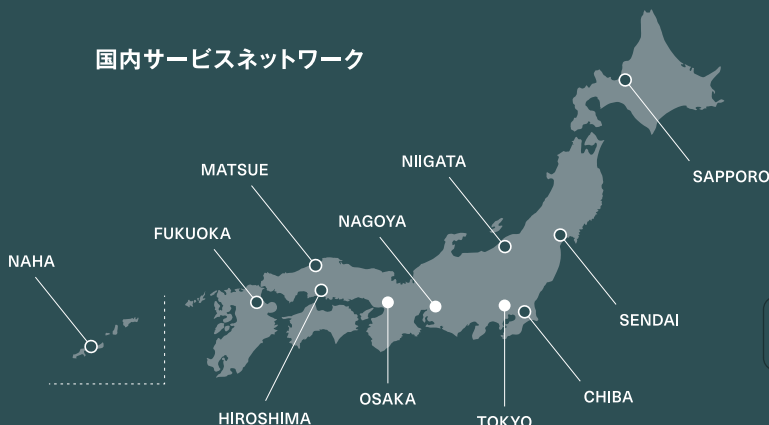 国内サービスネットワーク
SAPPORO
NIIGATA
MATSUE
NAGOYA
FUKUOKA
NAHA
SENDAI
CHIBA
OSAKA
HIROSHIMA
TOKYO